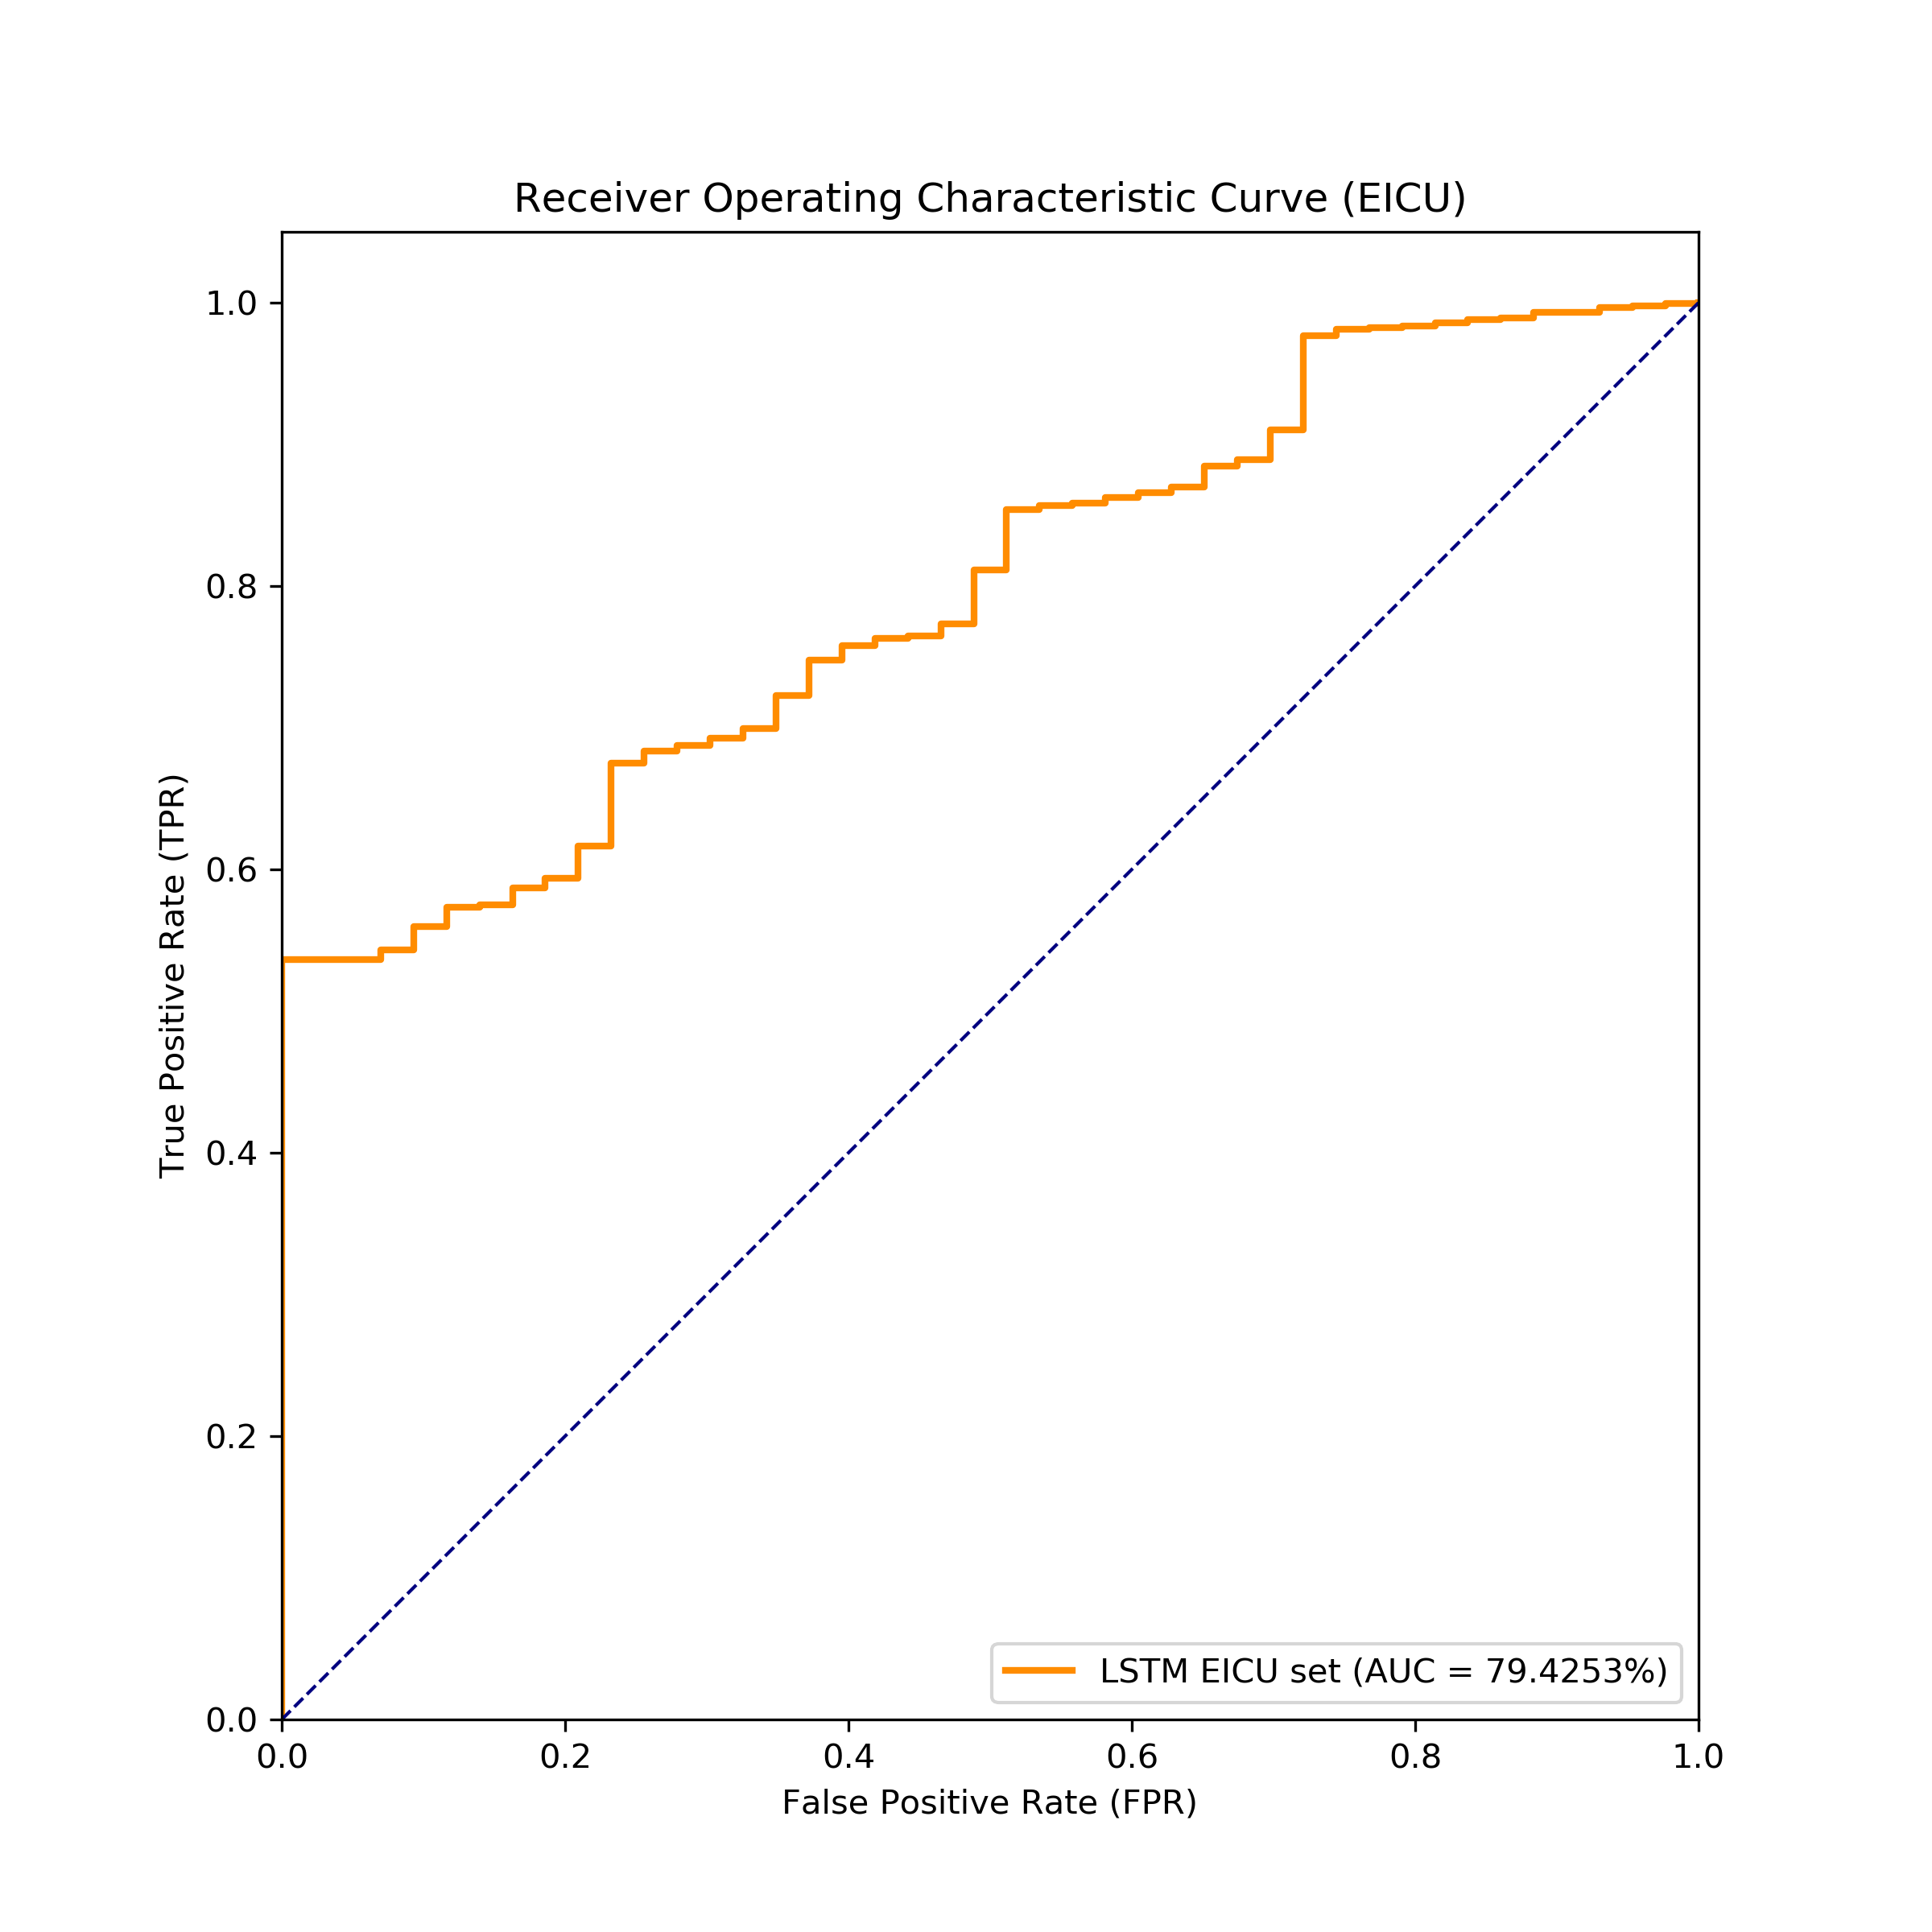 Receiver Operating Characteristic Curve (EICU)
1.0
0.8
0.6
0.4
0.2
0.0
True Positive Rate (TPR)
LSTM EICU set (AUC = 79.4253%)
0.0 0.2 0.4 0.6 0.8 1.0
False Positive Rate (FPR)